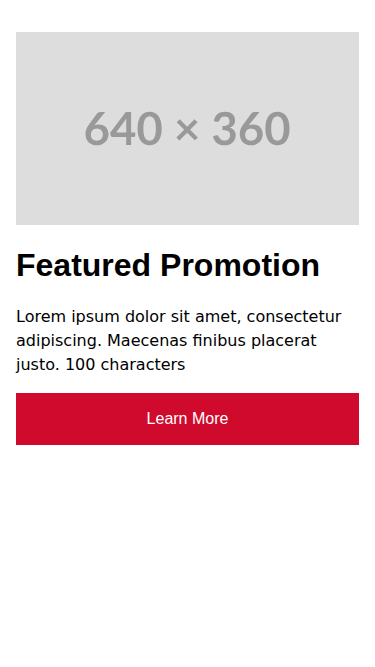 640 × 360
Featured Promotion
Lorem ipsum dolor sit amet, consectetur
adipiscing. Maecenas finibus placerat
justo. 100 characters
Learn More